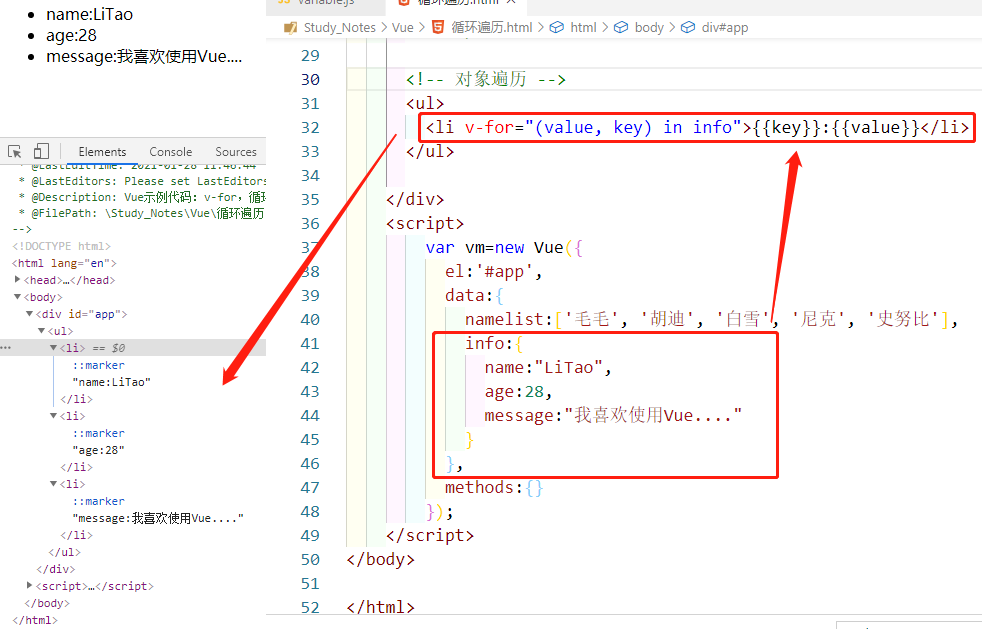 name:LiTao
age:28
message:我喜欢使用Vue....
Elements Console Sources
* @LastEditTime: 2021-01-28 11:46:44
* @LastEditors: Please set LastEditors
* @Description: Vue示例代码：v-for，循环
* @FilePath: \Study_Notes\Vue\循环遍历
-->
<!DOCTYPE html>
<html lang="en">
<head>…</head>
<body>
<div id="app">
<ul>
<li> == $0
::marker
"name:LiTao"
</li>
<li>
::marker
"age:28"
</li>
<li>
::marker
"message:我喜欢使用Vue...."
</li>
</ul>
</div>
<script>…</script>
</body>
</html>
JS variable.js 循环遍历.html
Study_Notes > Vue > 循环遍历.html > html > body > div#app
29
30 <!-- 对象遍历 -->
31 <ul>
32 <li v-for="(value, key) in info">{{key}}:{{value}}</li>
33 </ul>
34
35 </div>
36 <script>
37 var vm=new Vue({
38 el:'#app',
39 data:{
40 namelist:['毛毛', '胡迪', '白雪', '尼克', '史努比'],
41 info:{
42 name:"LiTao",
43 age:28,
44 message:"我喜欢使用Vue...."
45 }
46 },
47 methods:{}
48 });
49 </script>
50 </body>
51
52 </html>